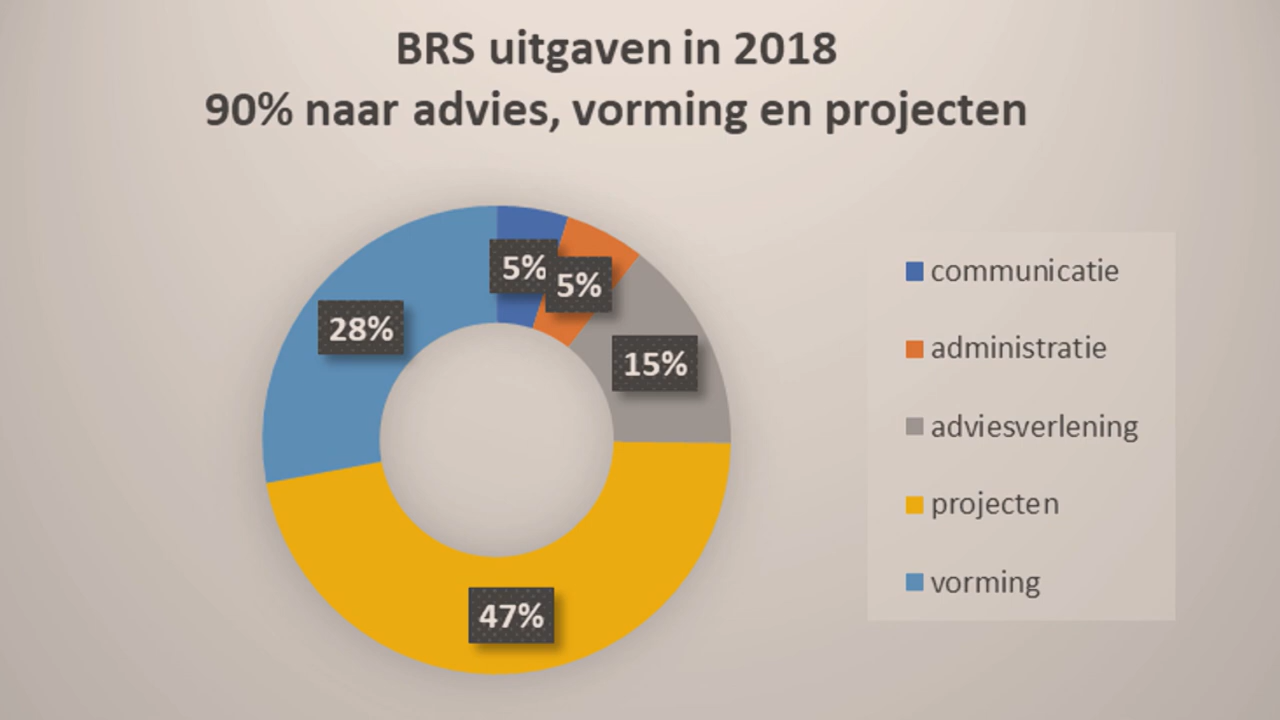 BRS uitgaven in 2018
90% naar advies, vorming en projecten
5%
5%
28%
15%
47%
communicatie
administratie
adviesverlening
projecten
vorming